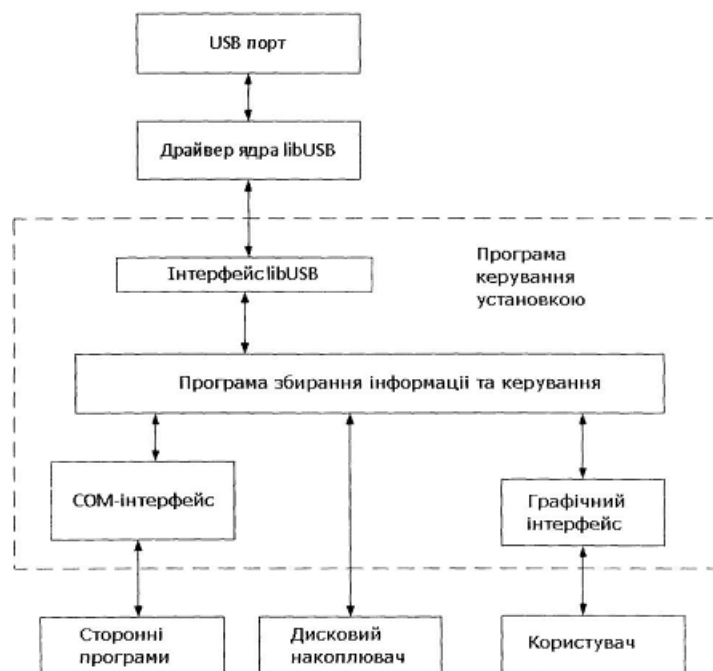 USB порт
Драйвер ядра libUSB
Інтерфейс libUSB
Програма
керування
установкою
Програма збирання інформації та керування
COM-інтерфейс
Графічний
інтерфейс
Сторонні
програми
Дисковий
накоплювач
Користувач